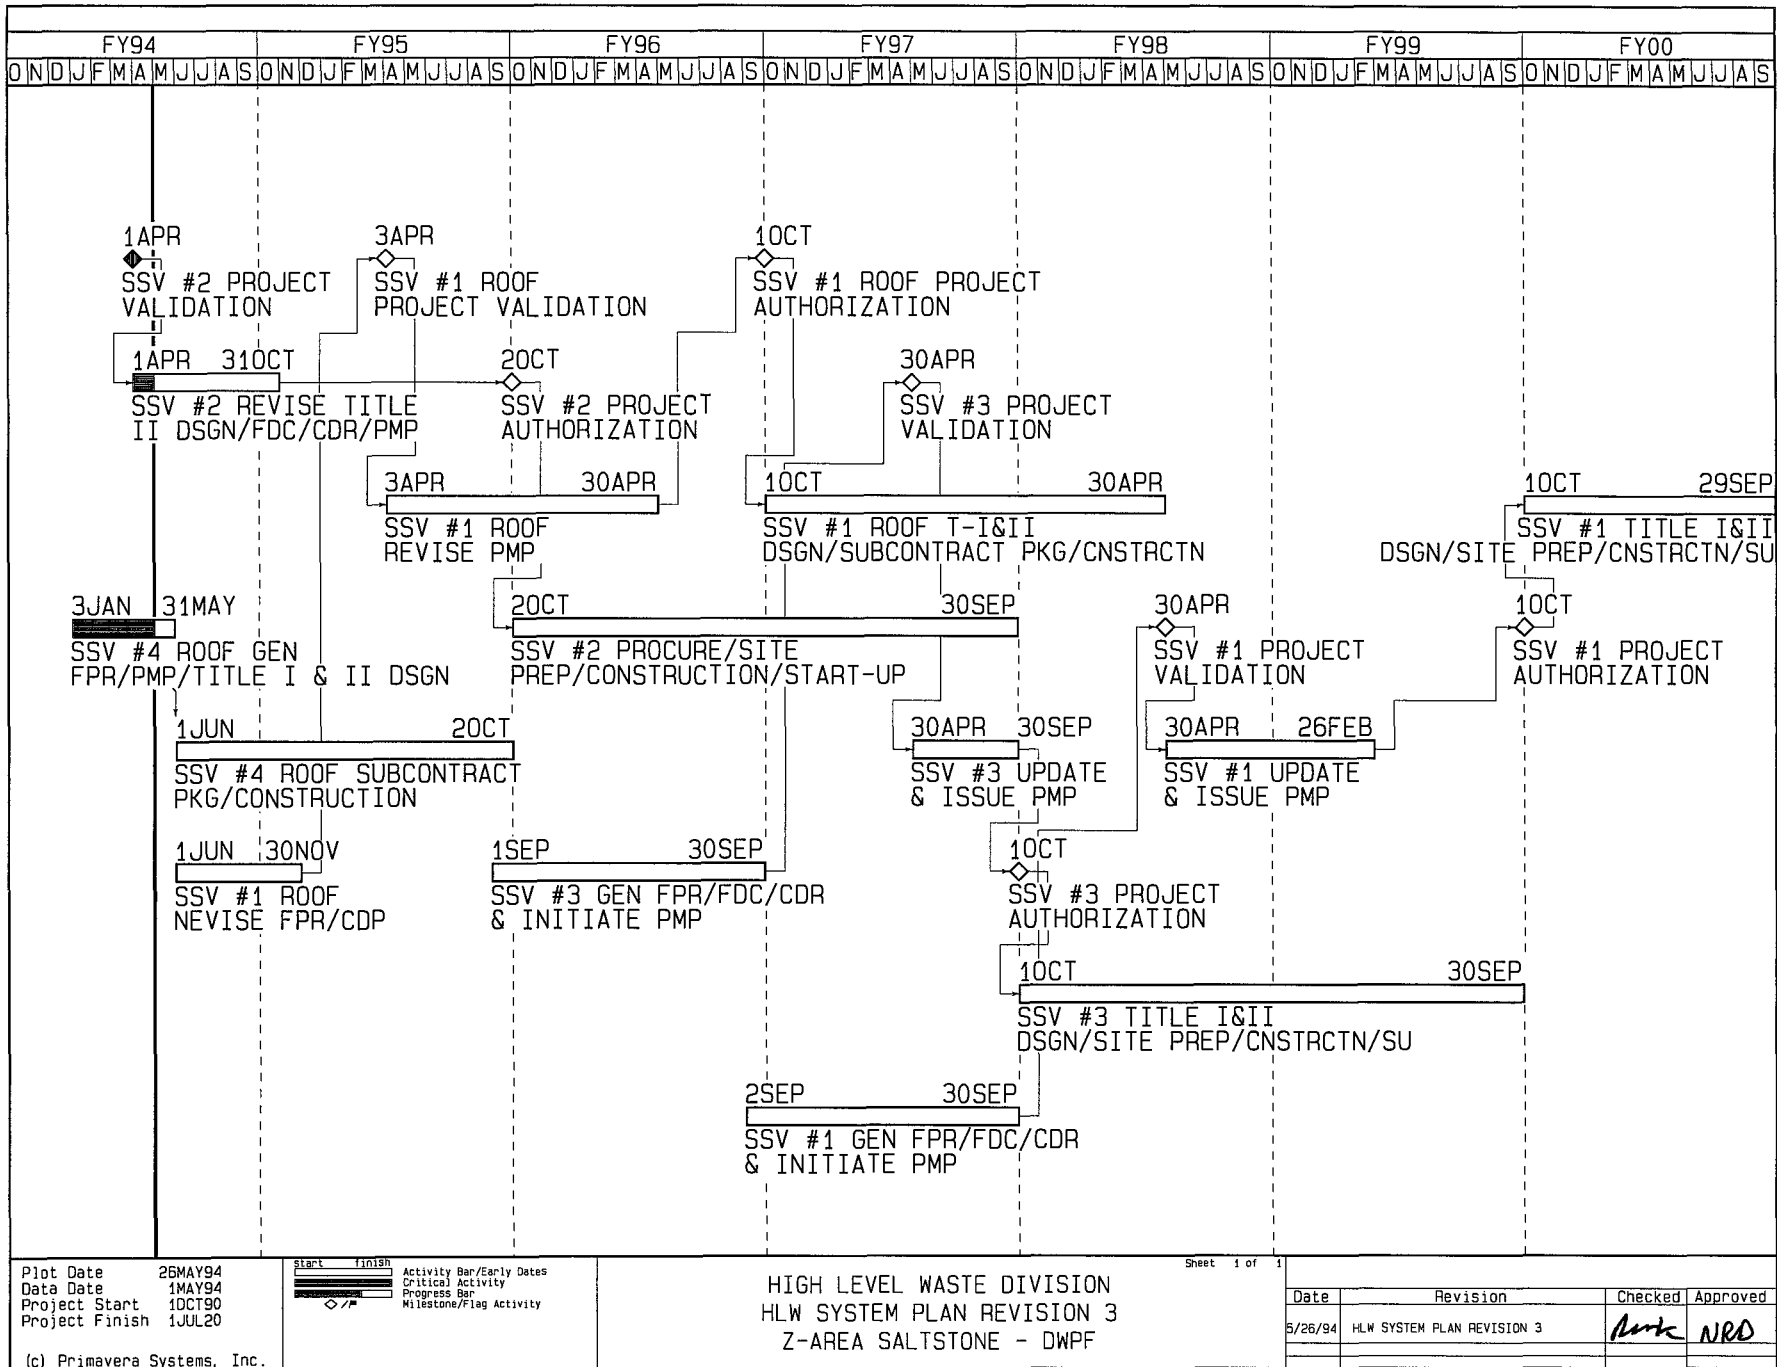 FY94 FY95 FY96 FY97 FY98 FY99 FY00
O N D J F M A M J J A S O N D J F M A M J J A S O N D J F M A M J J A S O N D J F M A M J J A S O N D J F M A M J J A S O N D J F M A M J J A S O N D J F M A M J J A S
1APR
SSV #2 PROJECT
VALIDATION
3APR
SSV #1 ROOF
PROJECT VALIDATION
1OCT
SSV #1 ROOF PROJECT
AUTHORIZATION
1APR 31OCT
SSV #2 REVISE TITLE
II DSGN/FDC/CDR/PMP
2OCT
SSV #2 PROJECT
AUTHORIZATION
30APR
SSV #3 PROJECT
VALIDATION
3APR 30APR
SSV #1 ROOF
REVISE PMP
1OCT 30APR
SSV #1 ROOF T-I&II
DSGN/SUBCONTRACT PKG/CNSTRCTN
1OCT 29SEP
SSV #1 TITLE I&II
DSGN/SITE PREP/CNSTRCTN/SU
3JAN 31MAY
SSV #4 ROOF GEN
FPR/PMP/TITLE I & II DSGN
2OCT 30SEP
SSV #2 PROCURE/SITE
PREP/CONSTRUCTION/START-UP
30APR
SSV #1 PROJECT
VALIDATION
1OCT
SSV #1 PROJECT
AUTHORIZATION
1JUN 2OCT
SSV #4 ROOF SUBCONTRACT
PKG/CONSTRUCTION
30APR 30SEP
SSV #3 UPDATE
& ISSUE PMP
30APR 26FEB
SSV #1 UPDATE
& ISSUE PMP
1JUN 30NOV
SSV #1 ROOF
NEVISE FPR/CDP
1SEP 30SEP
SSV #3 GEN FPR/FDC/CDR
& INITIATE PMP
1OCT
SSV #3 PROJECT
AUTHORIZATION
1OCT 30SEP
SSV #3 TITLE I&II
DSGN/SITE PREP/CNSTRCTN/SU
2SEP 30SEP
SSV #1 GEN FPR/FDC/CDR
& INITIATE PMP
Plot Date 26MAY94
Data Date 1MAY94
Project Start 1OCT90
Project Finish 1JUL20
(c) Primavera Systems, Inc.
start finish
Activity Bar/Early Dates
Critical Activity
Progress Bar
Milestone/Flag Activity
HIGH LEVEL WASTE DIVISION
HLW SYSTEM PLAN REVISION 3
Z-AREA SALTSTONE - DWPF
Sheet 1 of 1
Date Revision Checked Approved
5/26/94 HLW SYSTEM PLAN REVISION 3 NRD